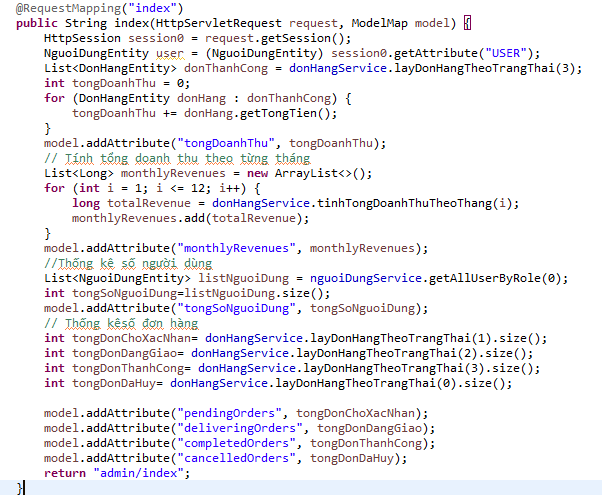 @RequestMapping("index")
public String index(HttpServletRequest request, ModelMap model) {
HttpSession session0 = request.getSession();
NguoiDungEntity user = (NguoiDungEntity) session0.getAttribute("USER");
List<DonHangEntity> donThanhCong = donHangService.layDonHangTheoTrangThai(3);
int tongDoanhThu = 0;
for (DonHangEntity donHang : donThanhCong) {
tongDoanhThu += donHang.getTongTien();
}
model.addAttribute("tongDoanhThu", tongDoanhThu);
// Tính tổng doanh thu theo từng tháng
List<Long> monthlyRevenues = new ArrayList<>();
for (int i = 1; i <= 12; i++) {
long totalRevenue = donHangService.tinhTongDoanhThuTheoThang(i);
monthlyRevenues.add(totalRevenue);
}
model.addAttribute("monthlyRevenues", monthlyRevenues);
//Thống kê số người dùng
List<NguoiDungEntity> listNguoiDung = nguoiDungService.getAllUserByRole(0);
int tongSoNguoiDung=listNguoiDung.size();
model.addAttribute("tongSoNguoiDung", tongSoNguoiDung);
// Thống kêsố đơn hàng
int tongDonChoXacNhan= donHangService.layDonHangTheoTrangThai(1).size();
int tongDonDangGiao= donHangService.layDonHangTheoTrangThai(2).size();
int tongDonThanhCong= donHangService.layDonHangTheoTrangThai(3).size();
int tongDonDaHuy= donHangService.layDonHangTheoTrangThai(0).size();
model.addAttribute("pendingOrders", tongDonChoXacNhan);
model.addAttribute("deliveringOrders", tongDonDangGiao);
model.addAttribute("completedOrders", tongDonThanhCong);
model.addAttribute("cancelledOrders", tongDonDaHuy);
return "admin/index";
}